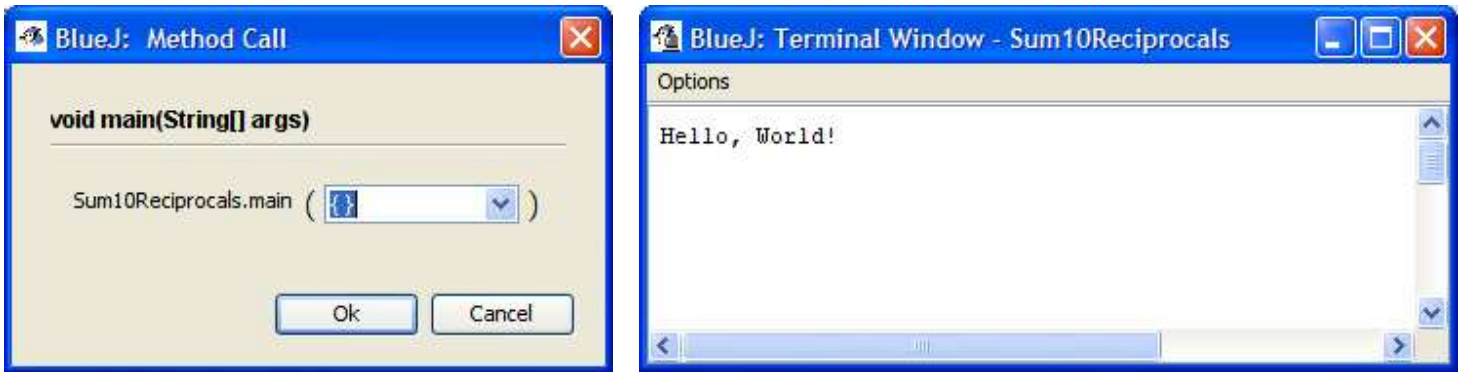 BlueJ: Method Call
void main(String[] args)
Sum10Reciprocals.main ( {} )
Ok Cancel
BlueJ: Terminal Window - Sum10Reciprocals
Options
Hello, World!